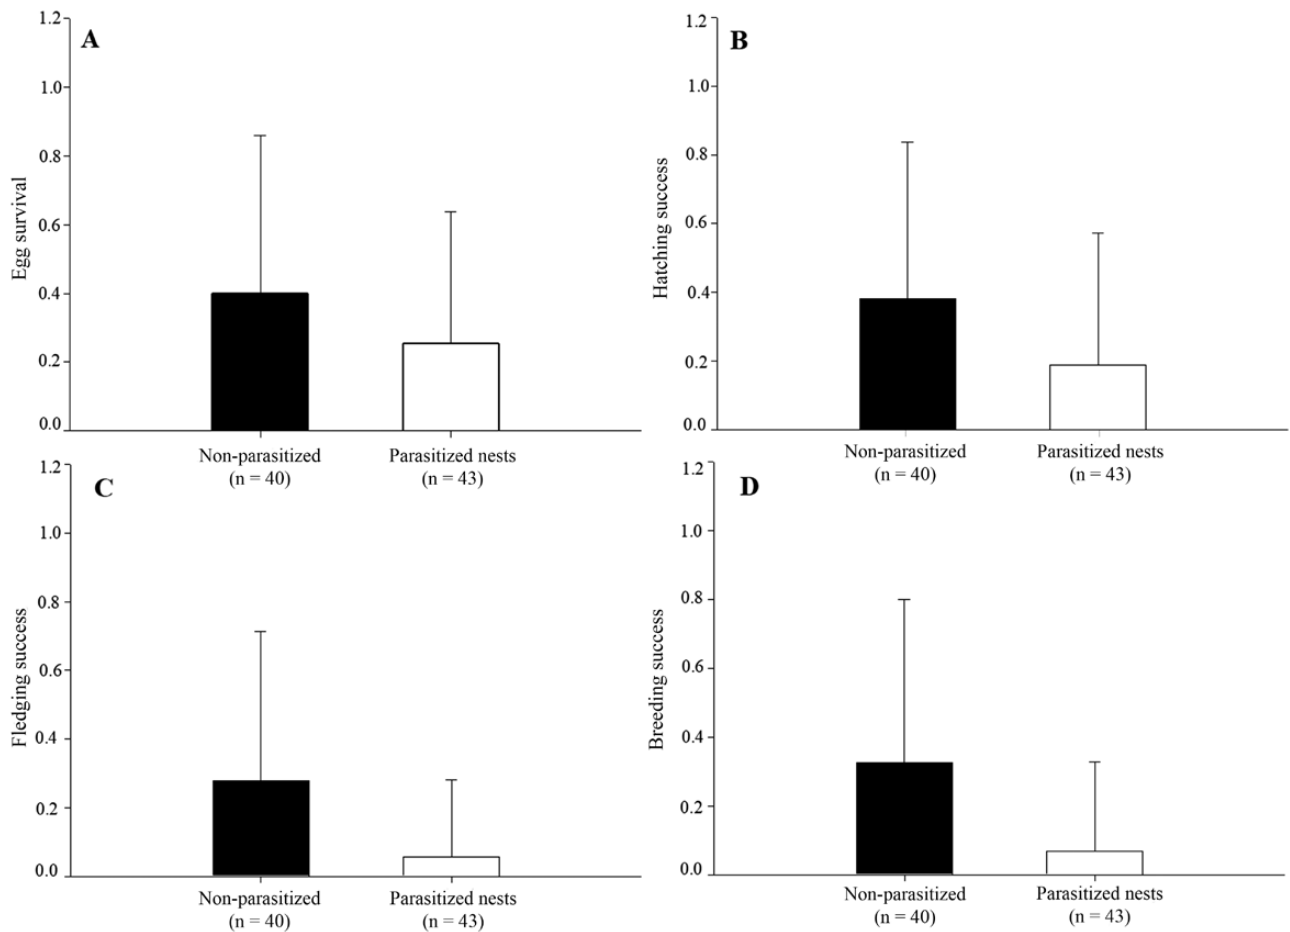 A
1.2
1.0
0.8
0.6
0.4
0.2
0.0
Egg survival
Non-parasitized
(n = 40)
Parasitized nests
(n = 43)
B
1.2
1.0
0.8
0.6
0.4
0.2
0.0
Hatching success
Non-parasitized
(n = 40)
Parasitized nests
(n = 43)
C
1.2
1.0
0.8
0.6
0.4
0.2
0.0
Fledging success
Non-parasitized
(n = 40)
Parasitized nests
(n = 43)
D
1.2
1.0
0.8
0.6
0.4
0.2
0.0
Breeding success
Non-parasitized
(n = 40)
Parasitized nests
(n = 43)